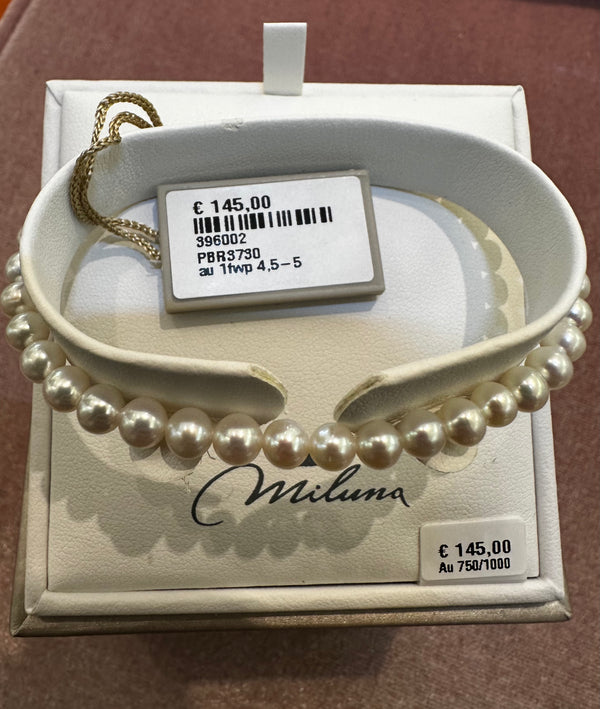 € 145,00
396002
PBR3730
au 1fwp 4,5-5
Miluna
€ 145,00
Au 750/1000